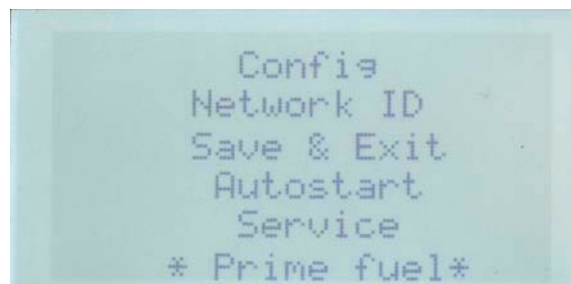 Config
Network ID
Save & Exit
Autostart
Service
* Prime fuel*